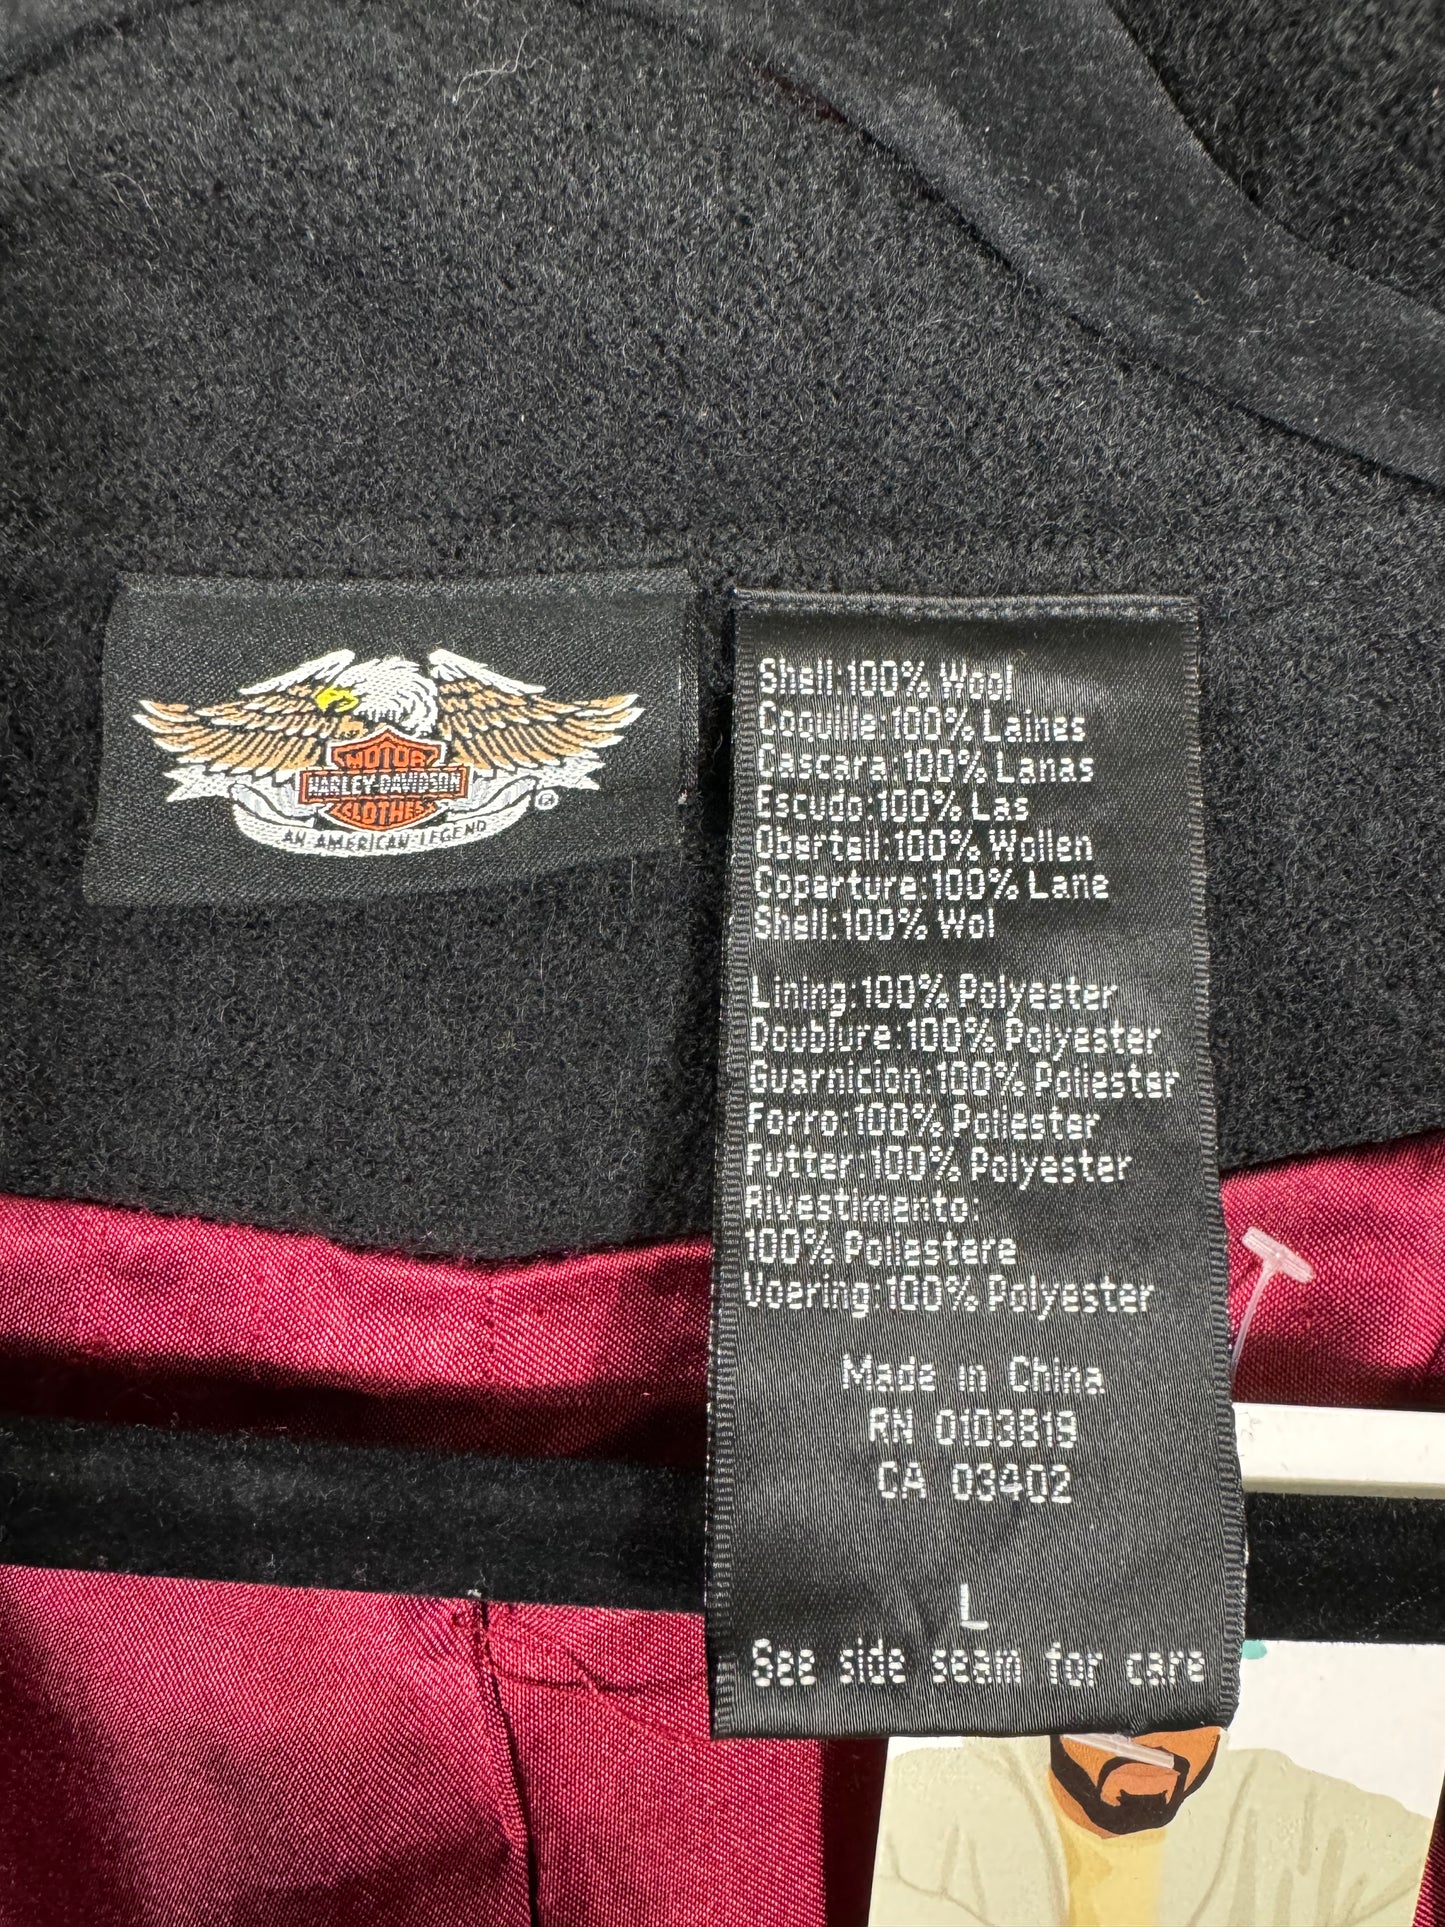 MOTOR
HARLEY-DAVIDSON
CLOTHES
®
AN AMERICAN LEGEND
Shell:100% Wool
Coquille:100% Laines
Cascara:100% Lanas
Escudo:100% Las
Obertail:100% Wollen
Coperture:100% Lane
Shell:100% Wol
Lining:100% Polyester
Doublure:100% Polyester
Guarnicion:100% Poliester
Forro:100% Poliester
Futter:100% Polyester
Rivestimento:
100% Poliestere
Voering:100% Polyester
Made in China
RN 0103819
CA 03402
L
See side seam for care